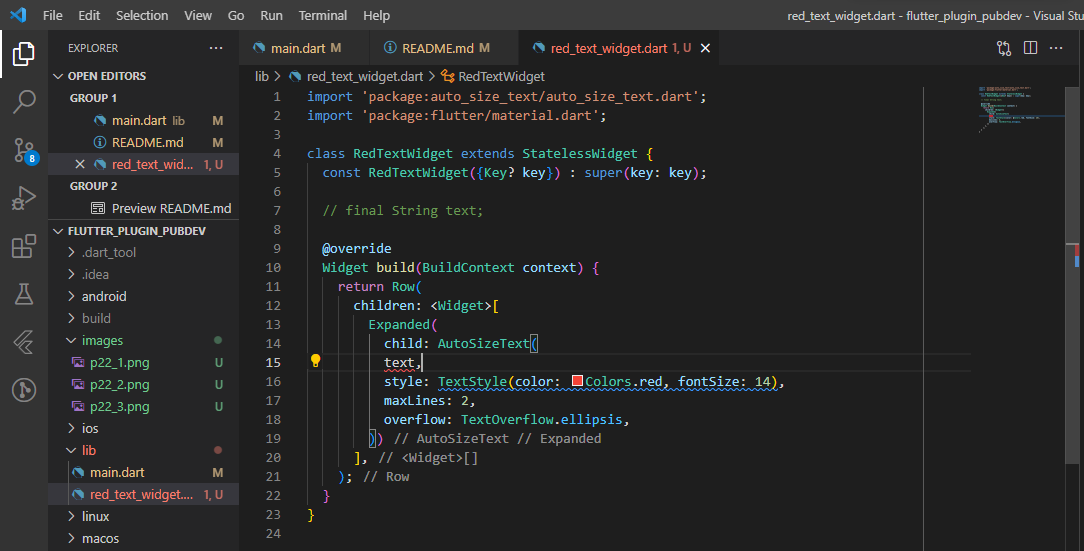 File Edit Selection View Go Run Terminal Help red_text_widget.dart - flutter_plugin_pubdev - Visual Stu
EXPLORER ···
OPEN EDITORS
GROUP 1
main.dart lib M
README.md M
red_text_wid... 1, U
GROUP 2
Preview README.md
FLUTTER_PLUGIN_PUBDEV
.dart_tool
.idea
android
build
images
p22_1.png U
p22_2.png U
p22_3.png U
ios
lib
main.dart M
red_text_widget.... 1, U
linux
macos
8
main.dart M README.md M red_text_widget.dart 1, U
lib > red_text_widget.dart > RedTextWidget
1 import 'package:auto_size_text/auto_size_text.dart';
2 import 'package:flutter/material.dart';
3
4 class RedTextWidget extends StatelessWidget {
5 const RedTextWidget({Key? key}) : super(key: key);
6
7 // final String text;
8
9 @override
10 Widget build(BuildContext context) {
11 return Row(
12 children: <Widget>[
13 Expanded(
14 child: AutoSizeText(
15 text,
16 style: TextStyle(color: Colors.red, fontSize: 14),
17 maxLines: 2,
18 overflow: TextOverflow.ellipsis,
19 )) // AutoSizeText // Expanded
20 ], // <Widget>[]
21 ); // Row
22 }
23 }
24